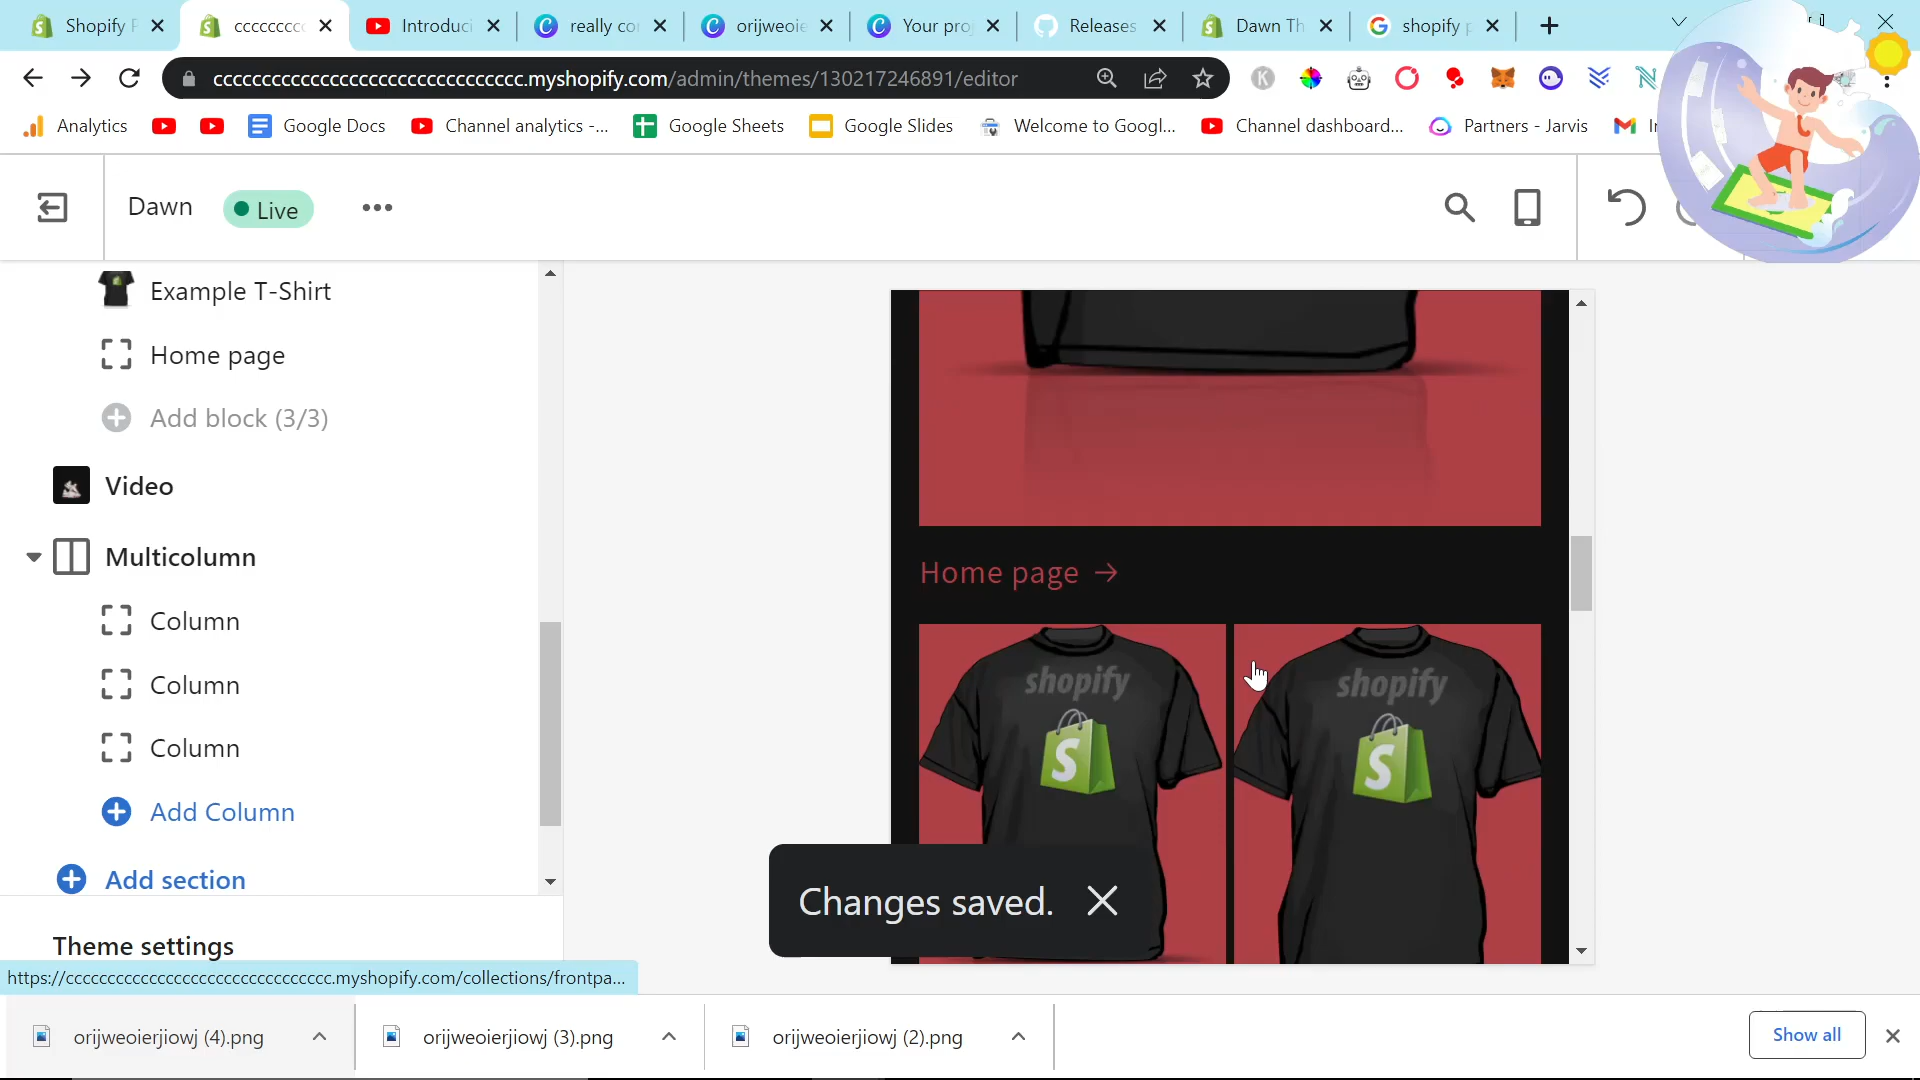 Shopify F
ccccccccc
Introduci
really co
orijweoie
Your pro
Releases
Dawn Th
shopify p
cccccccccccccccccccccccccccccccc.myshopify.com/admin/themes/130217246891/editor
Analytics
Google Docs
Channel analytics -...
Google Sheets
Google Slides
Welcome to Googl...
Channel dashboard...
Partners - Jarvis
Dawn
Live
Example T-Shirt
Home page
Add block (3/3)
Video
Multicolumn
Column
Column
Column
Add Column
Add section
Theme settings
Home page →
shopify
S
shopify
S
Changes saved.
https://cccccccccccccccccccccccccccccccc.myshopify.com/collections/frontpa...
orijweoierjiowj (4).png
orijweoierjiowj (3).png
orijweoierjiowj (2).png
Show all